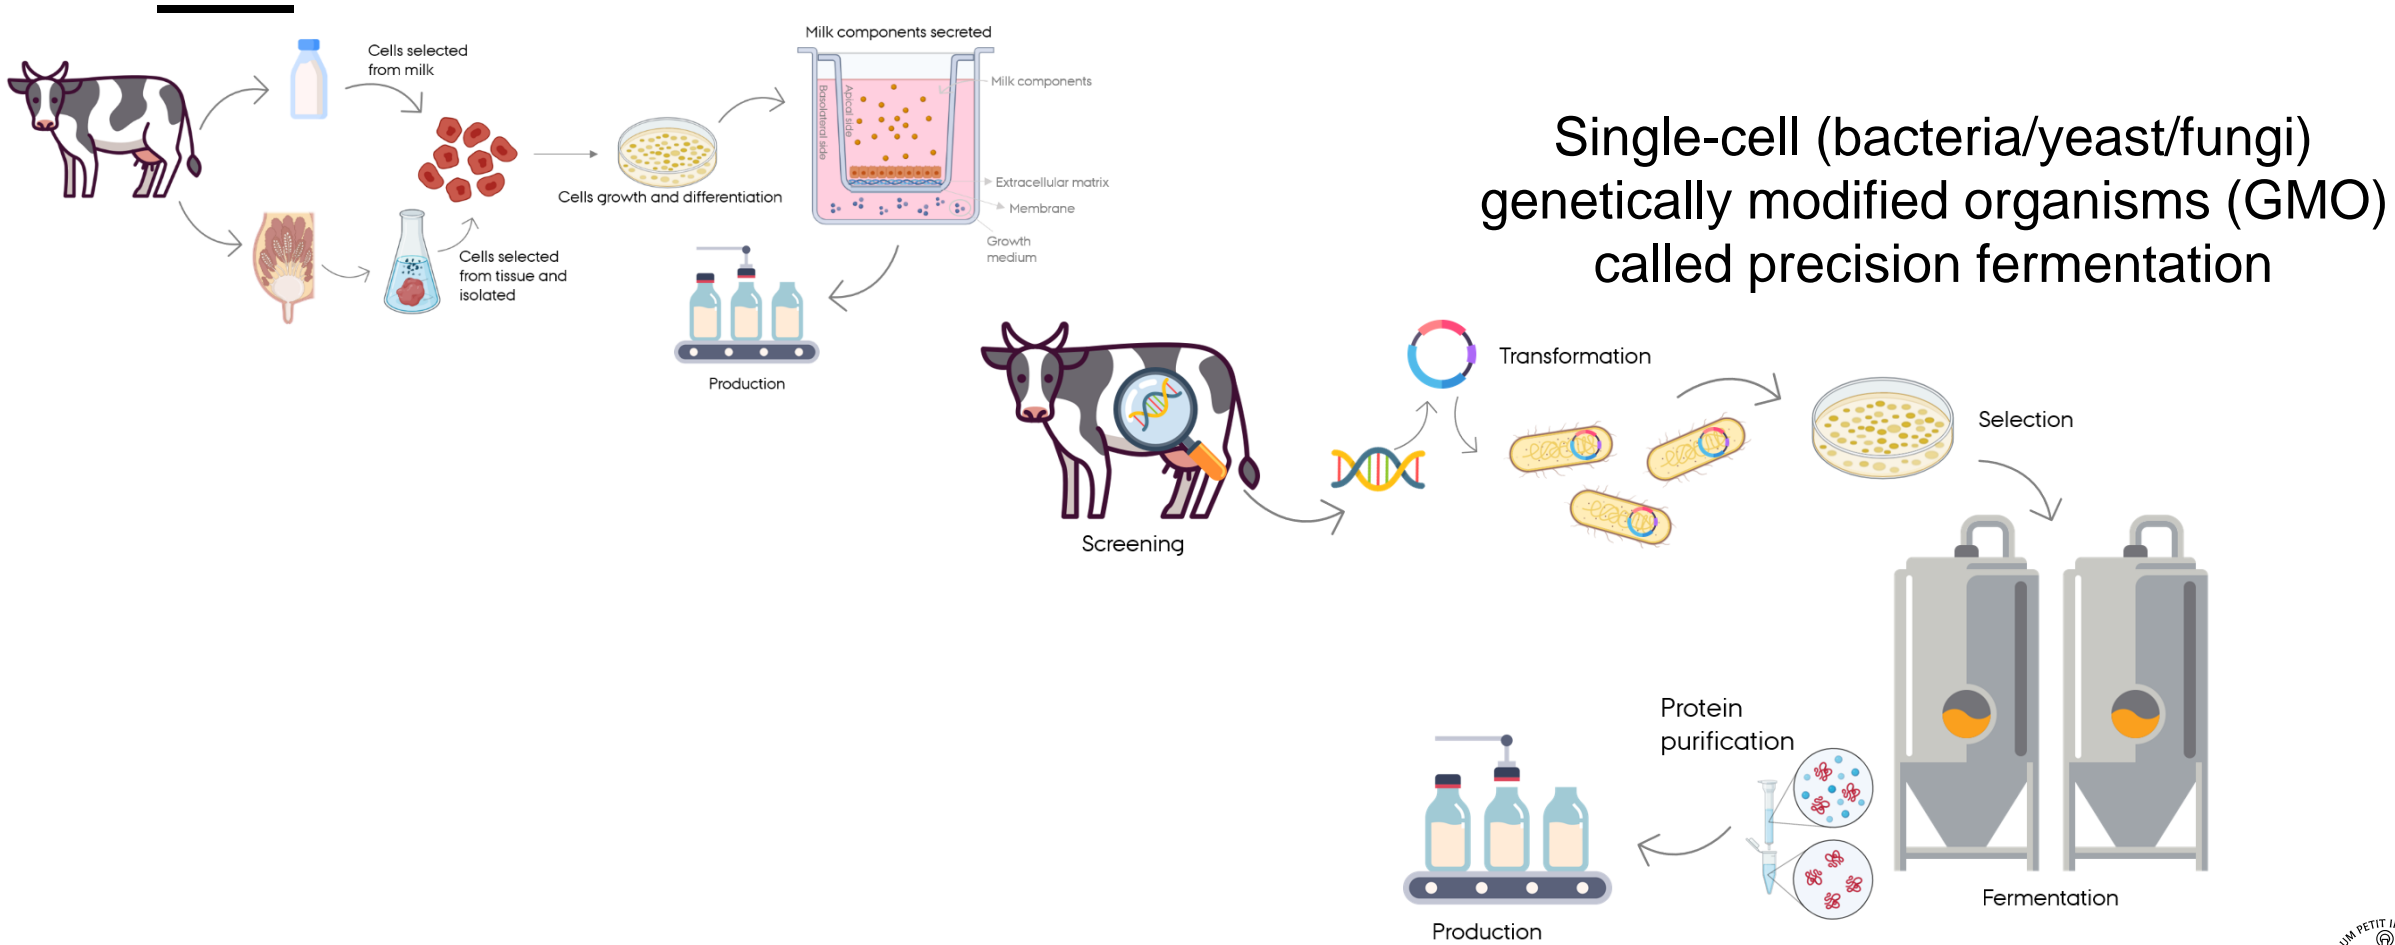 Cells selected
from milk
Cells selected
from tissue and
isolated
Cells growth and differentiation
Milk components secreted
Milk components
Apical side
Basolateral side
Extracellular matrix
Membrane
Growth
medium
Production
Single-cell (bacteria/yeast/fungi)
genetically modified organisms (GMO)
called precision fermentation
Screening
Transformation
Selection
Fermentation
Protein
purification
Production
PETIT